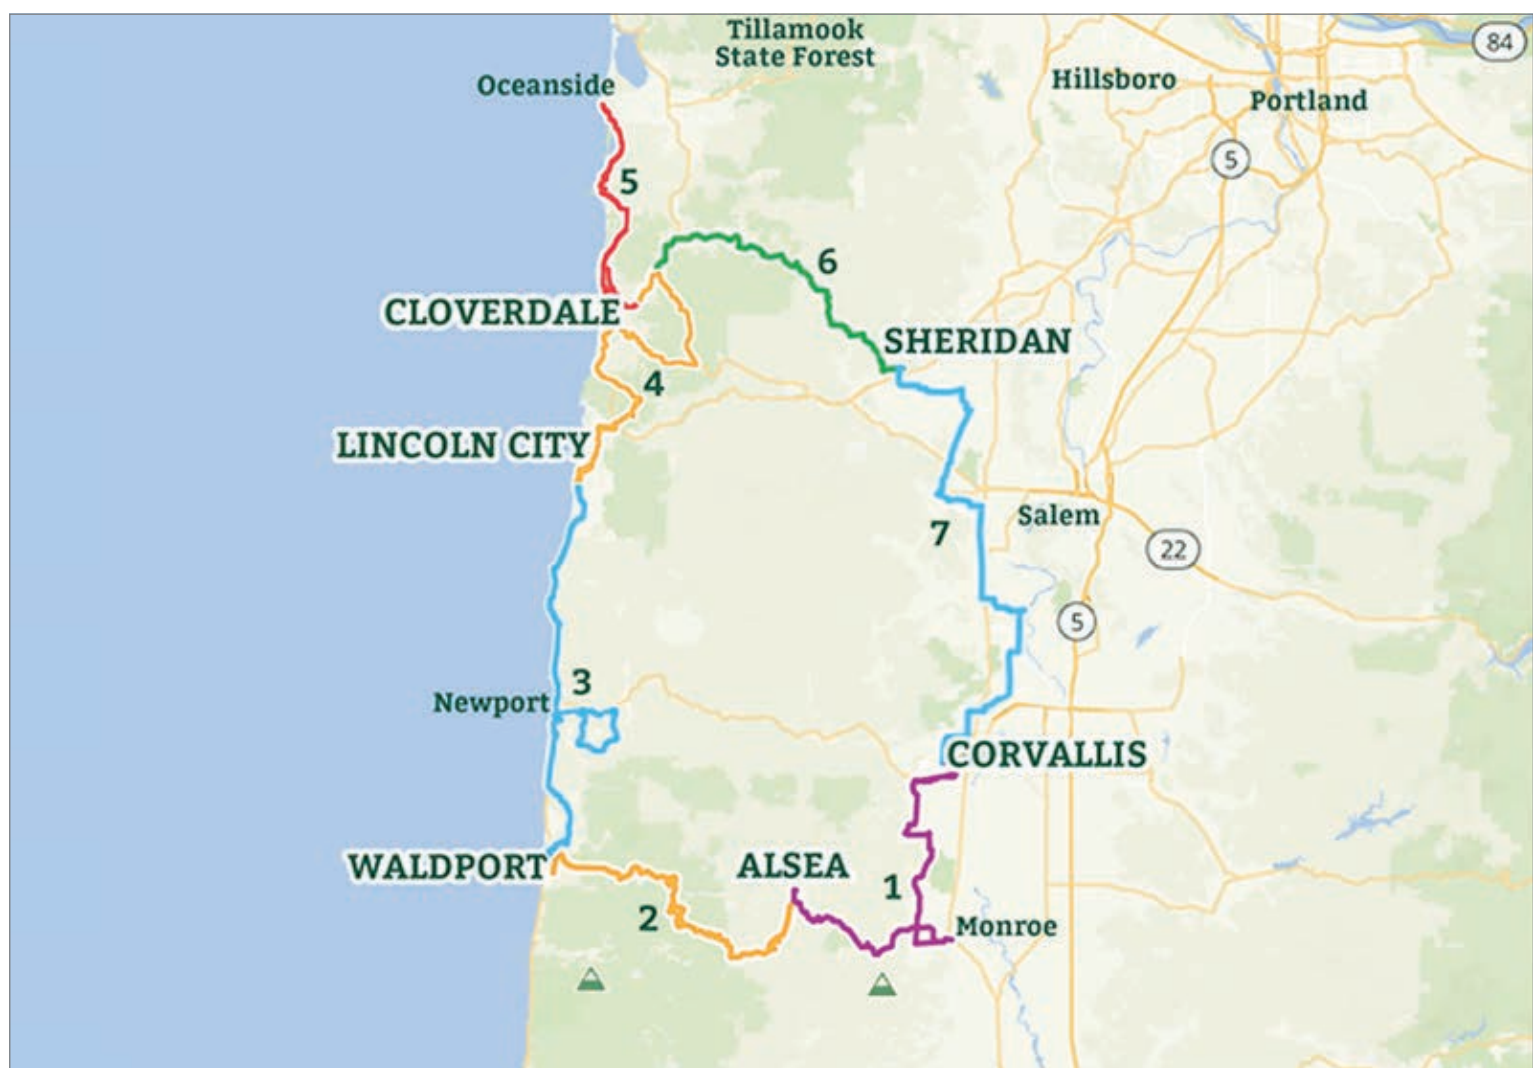 Tillamook
State Forest
84
Oceanside
Hillsboro
Portland
5
5
6
CLOVERDALE
SHERIDAN
4
LINCOLN CITY
7
Salem
22
5
3
Newport
CORVALLIS
WALDPORT
ALSEA
1
2
Monroe